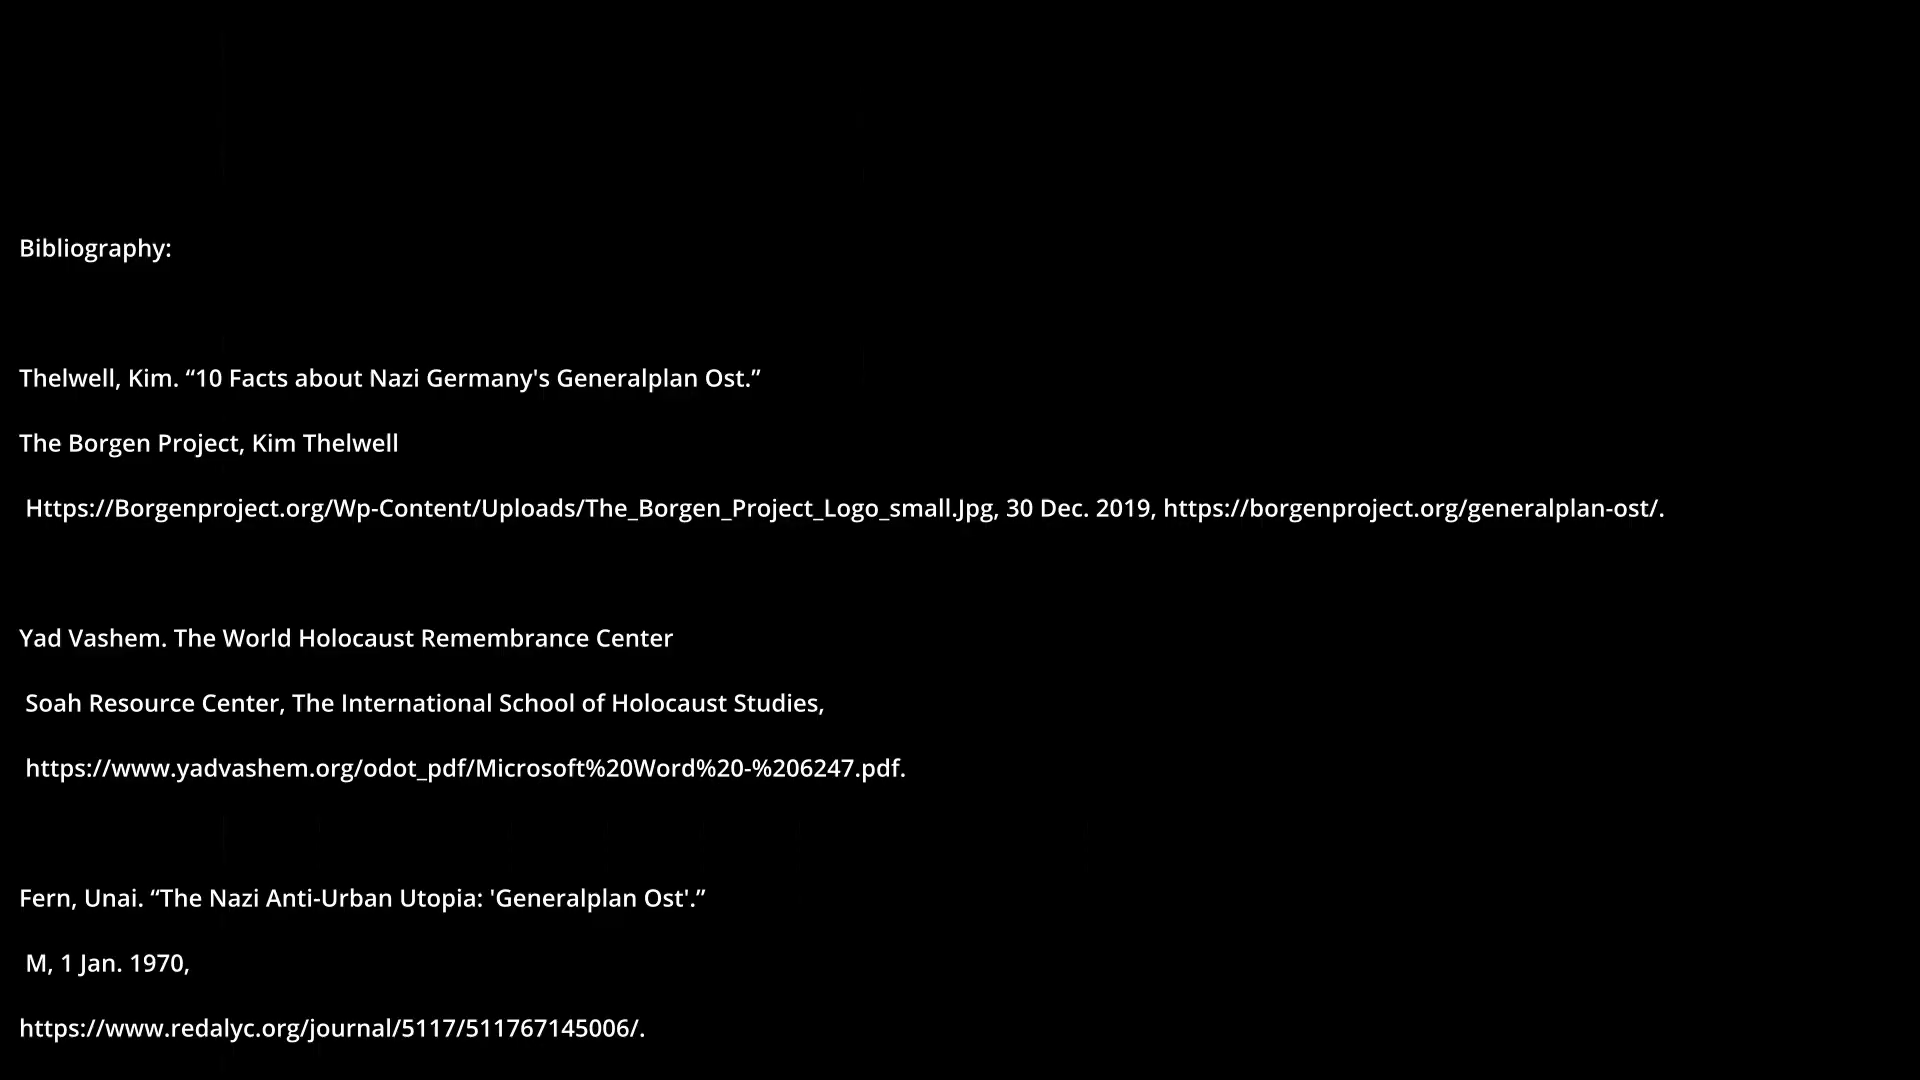 Bibliography:
Thelwell, Kim. “10 Facts about Nazi Germany's Generalplan Ost.”
The Borgen Project, Kim Thelwell
Https://Borgenproject.org/Wp-Content/Uploads/The_Borgen_Project_Logo_small.Jpg, 30 Dec. 2019, https://borgenproject.org/generalplan-ost/.
Yad Vashem. The World Holocaust Remembrance Center
Soah Resource Center, The International School of Holocaust Studies,
https://www.yadvashem.org/odot_pdf/Microsoft%20Word%20-%206247.pdf.
Fern, Unai. “The Nazi Anti-Urban Utopia: 'Generalplan Ost'.”
M, 1 Jan. 1970,
https://www.redalyc.org/journal/5117/511767145006/.